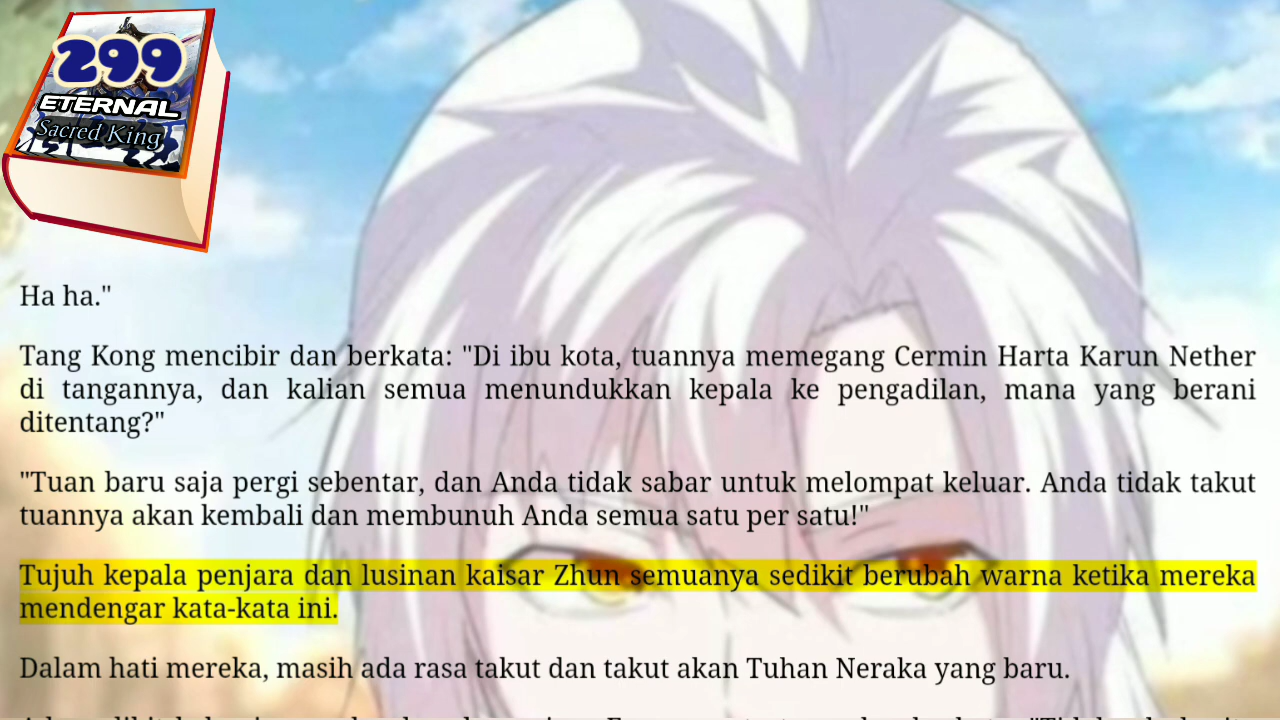 299
ETERNAL
Sacred King
Ha ha."
Tang Kong mencibir dan berkata: "Di ibu kota, tuannya memegang Cermin Harta Karun Nether
di tangannya, dan kalian semua menundukkan kepala ke pengadilan, mana yang berani
ditentang?"
"Tuan baru saja pergi sebentar, dan Anda tidak sabar untuk melompat keluar. Anda tidak takut
tuannya akan kembali dan membunuh Anda semua satu per satu!"
Tujuh kepala penjara dan lusinan kaisar Zhun semuanya sedikit berubah warna ketika mereka
mendengar kata-kata ini.
Dalam hati mereka, masih ada rasa takut dan takut akan Tuhan Neraka yang baru.